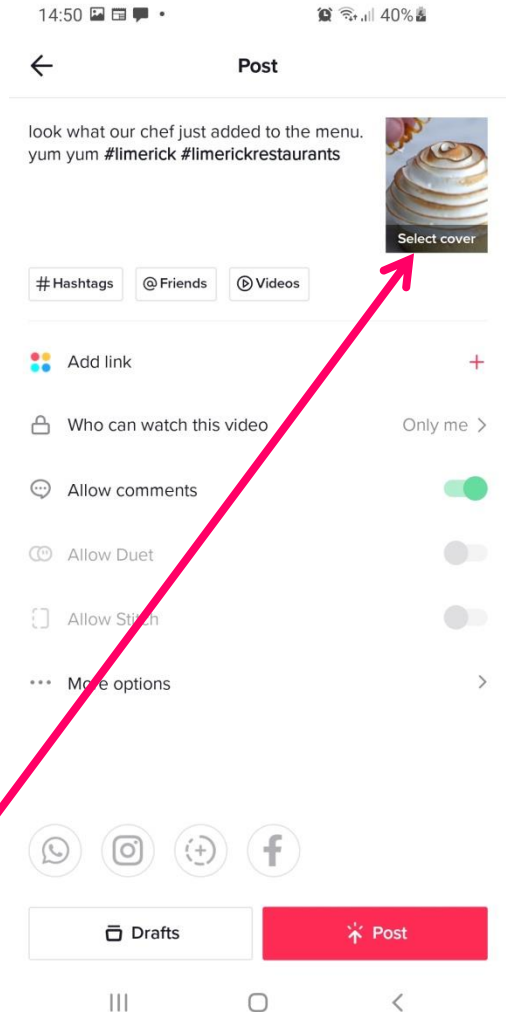 14:50 40%
Post
look what our chef just added to the menu.
yum yum #limerick #limerickrestaurants
Select cover
# Hashtags @ Friends Videos
Add link +
Who can watch this video Only me >
Allow comments
Allow Duet
Allow Stitch
More options >
Drafts Post